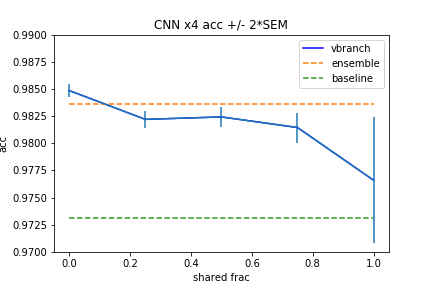 CNN x4 acc +/- 2*SEM
0.9900
0.9875
0.9850
0.9825
0.9800
0.9775
0.9750
0.9725
0.9700
acc
vbranch
ensemble
baseline
0.0 0.2 0.4 0.6 0.8 1.0
shared frac